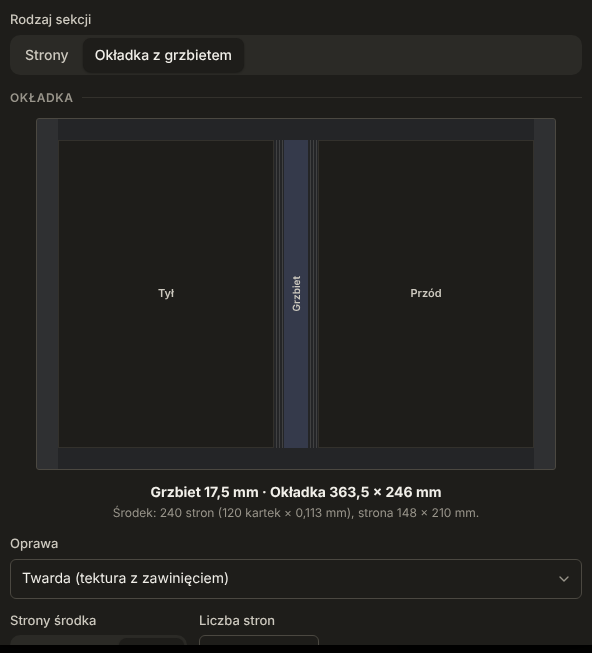 Rodzaj sekcji
Strony
Okładka z grzbietem
OKŁADKA
Tył
Grzbiet
Przód
Grzbiet 17,5 mm · Okładka 363,5 × 246 mm
Środek: 240 stron (120 kartek × 0,113 mm), strona 148 × 210 mm.
Oprawa
Twarda (tektura z zawinięciem)
Strony środka
Liczba stron